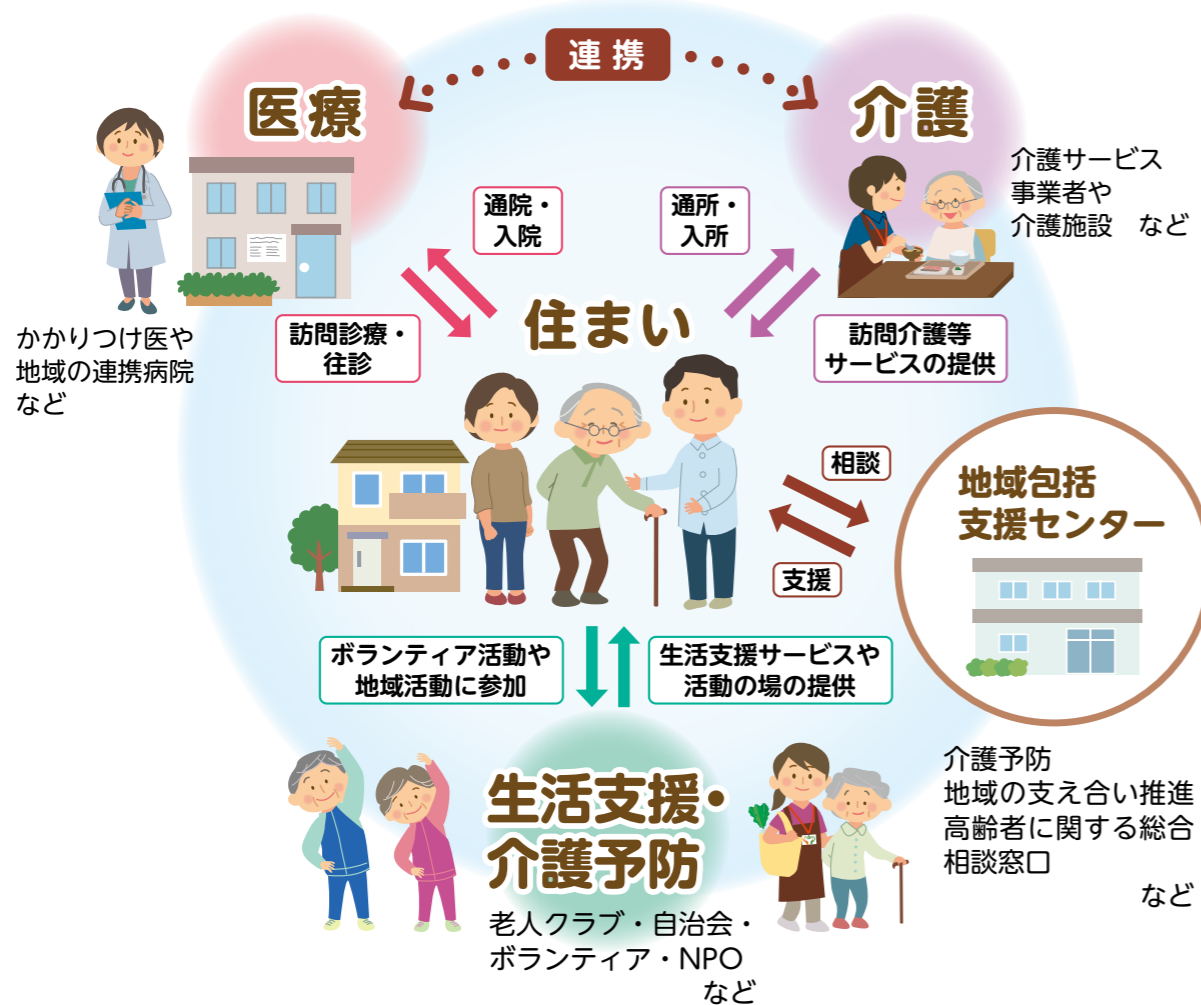 連携
医療
介護
介護サービス
事業者や
介護施設　など
通院・
入院
通所・
入所
かかりつけ医や
地域の連携病院
など
訪問診療・
往診
住まい
訪問介護等
サービスの提供
相談
支援
地域包括
支援センター
ボランティア活動や
地域活動に参加
生活支援サービスや
活動の場の提供
介護予防
地域の支え合い推進
高齢者に関する総合
相談窓口
など
生活支援・
介護予防
老人クラブ・自治会・
ボランティア・NPO
など